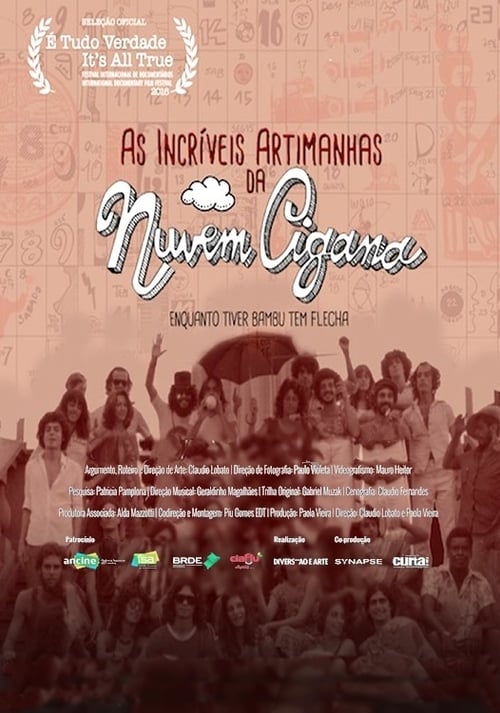 SELEÇÃO OFICIAL
É Tudo Verdade
It's All True
FESTIVAL INTERNACIONAL DE DOCUMENTÁRIOS
INTERNATIONAL DOCUMENTARY FILM FESTIVAL
2016
AS INCRÍVEIS ARTIMANHAS
DA
Nuvem Cigana
ENQUANTO TIVER BAMBU TEM FLECHA
Argumento, Roteiro e Direção de Arte: Claudio Lobato | Direção de Fotografia: Paulo Violeta | Videografismo: Mauro Heitor
Pesquisa: Patricia Pamplona | Direção Musical: Geraldinho Magalhães | Trilha Original: Gabriel Muzak | Cenografia: Claudio Fernandes
Produtora Associada: Alda Mazzotti | Codireção e Montagem: Piu Gomes EDT | Produção: Paola Vieira | Direção: Claudio Lobato e Paola Vieira
Patrocínio Realização Co-produção
ancine fsa BRDE SYNAPSE curta!